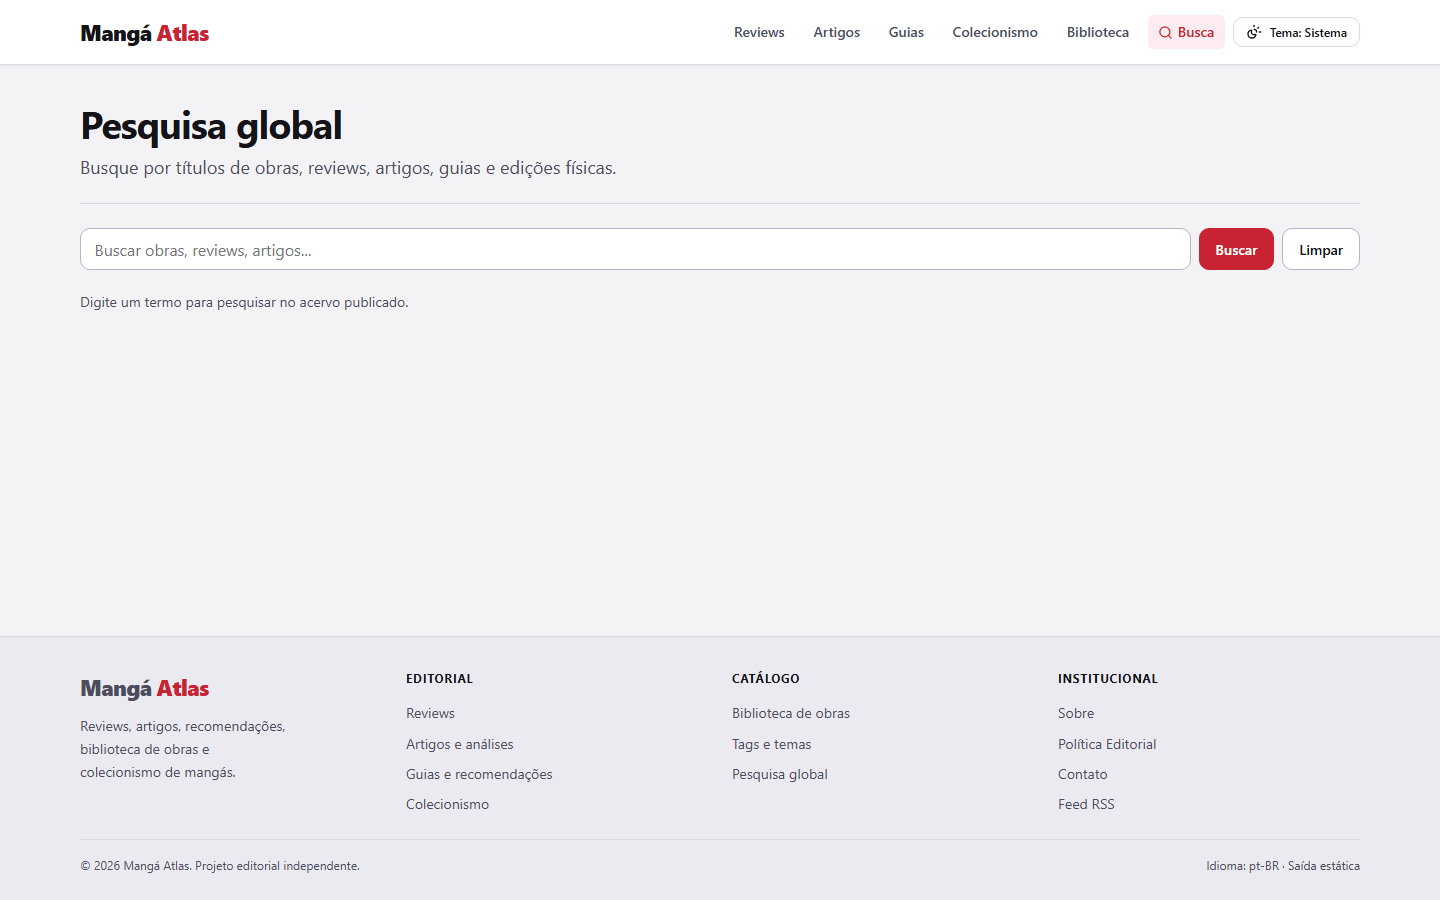 Mangá Atlas
Reviews
Artigos
Guias
Colecionismo
Biblioteca
Busca
Tema: Sistema
Pesquisa global
Busque por títulos de obras, reviews, artigos, guias e edições físicas.
Buscar obras, reviews, artigos...
Buscar
Limpar
Digite um termo para pesquisar no acervo publicado.
Mangá Atlas
Reviews, artigos, recomendações,
biblioteca de obras e
colecionismo de mangás.
EDITORIAL
Reviews
Artigos e análises
Guias e recomendações
Colecionismo
CATÁLOGO
Biblioteca de obras
Tags e temas
Pesquisa global
INSTITUCIONAL
Sobre
Política Editorial
Contato
Feed RSS
© 2026 Mangá Atlas. Projeto editorial independente.
Idioma: pt-BR · Saída estática